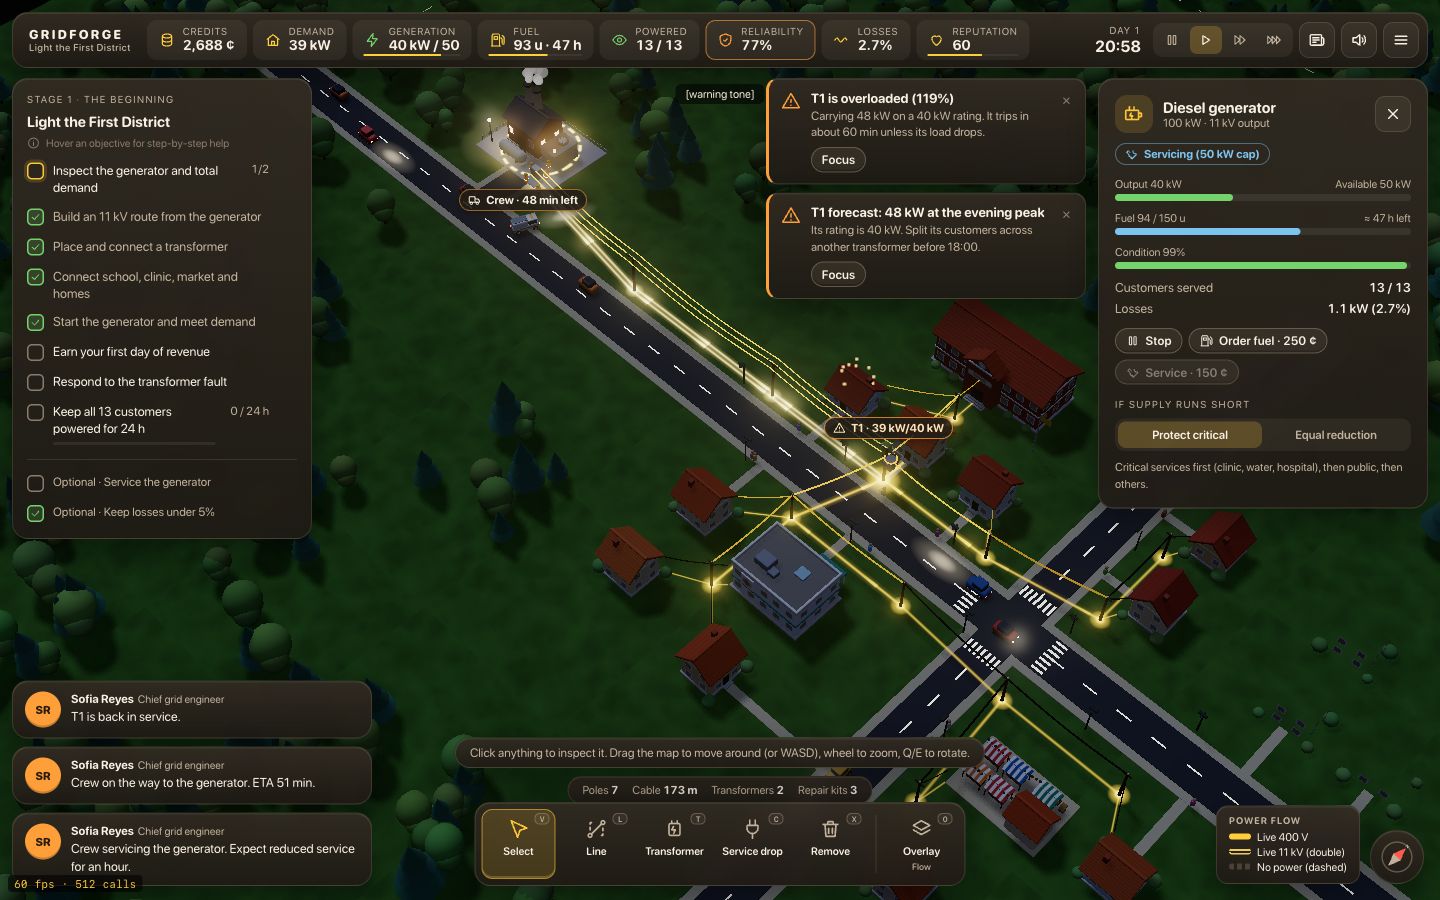 GRIDFORGE
Light the First District
CREDITS
2,688 ¢
DEMAND
39 kW
GENERATION
40 kW / 50
FUEL
93 u · 47 h
POWERED
13 / 13
RELIABILITY
77%
LOSSES
2.7%
REPUTATION
60
DAY 1
20:58
STAGE 1 · THE BEGINNING
Light the First District
Hover an objective for step-by-step help
Inspect the generator and total
demand
1/2
Build an 11 kV route from the generator
Place and connect a transformer
Connect school, clinic, market and
homes
Start the generator and meet demand
Earn your first day of revenue
Respond to the transformer fault
Keep all 13 customers
powered for 24 h
0 / 24 h
Optional · Service the generator
Optional · Keep losses under 5%
[warning tone]
T1 is overloaded (119%)
Carrying 48 kW on a 40 kW rating. It trips in
about 60 min unless its load drops.
Focus
T1 forecast: 48 kW at the evening peak
Its rating is 40 kW. Split its customers across
another transformer before 18:00.
Focus
Diesel generator
100 kW · 11 kV output
Servicing (50 kW cap)
Output 40 kW
Available 50 kW
Fuel 94 / 150 u
≈ 47 h left
Condition 99%
Customers served
13 / 13
Losses
1.1 kW (2.7%)
Stop
Order fuel · 250 ¢
Service · 150 ¢
IF SUPPLY RUNS SHORT
Protect critical
Equal reduction
Critical services first (clinic, water, hospital), then public, then
others.
Crew · 48 min left
T1 · 39 kW/40 kW
SR
Sofia Reyes Chief grid engineer
T1 is back in service.
SR
Sofia Reyes Chief grid engineer
Crew on the way to the generator. ETA 51 min.
SR
Sofia Reyes Chief grid engineer
Crew servicing the generator. Expect reduced service
for an hour.
60 fps · 512 calls
Click anything to inspect it. Drag the map to move around (or WASD), wheel to zoom, Q/E to rotate.
Poles 7 Cable 173 m Transformers 2 Repair kits 3
V
Select
L
Line
T
Transformer
C
Service drop
X
Remove
O
Overlay
Flow
POWER FLOW
Live 400 V
Live 11 kV (double)
No power (dashed)